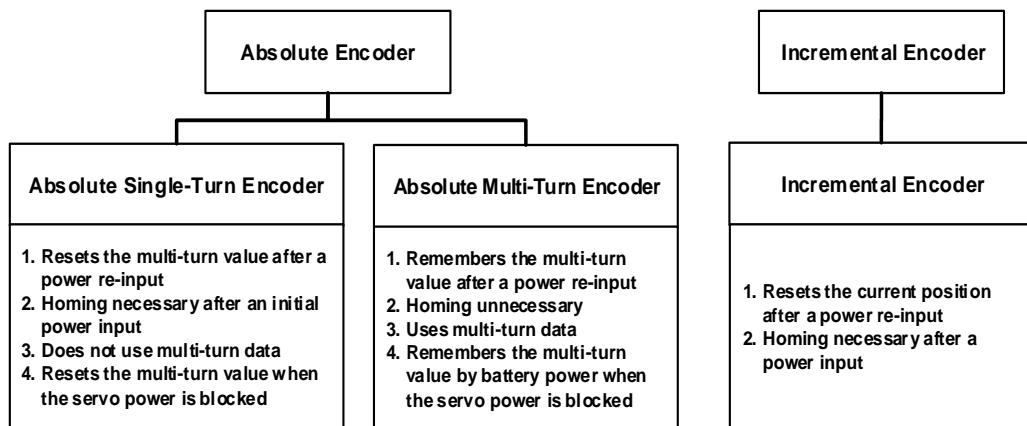 Absolute Encoder
Incremental Encoder
Absolute Single-Turn Encoder
1. Resets the multi-turn value after a
power re-input
2. Homing necessary after an initial
power input
3. Does not use multi-turn data
4. Resets the multi-turn value when
the servo power is blocked
Absolute Multi-Turn Encoder
1. Remembers the multi-turn
value after a power re-input
2. Homing unnecessary
3. Uses multi-turn data
4. Remembers the multi-turn
value by battery power when
the servo power is blocked
Incremental Encoder
1. Resets the current position
after a power re-input
2. Homing necessary after a
power input